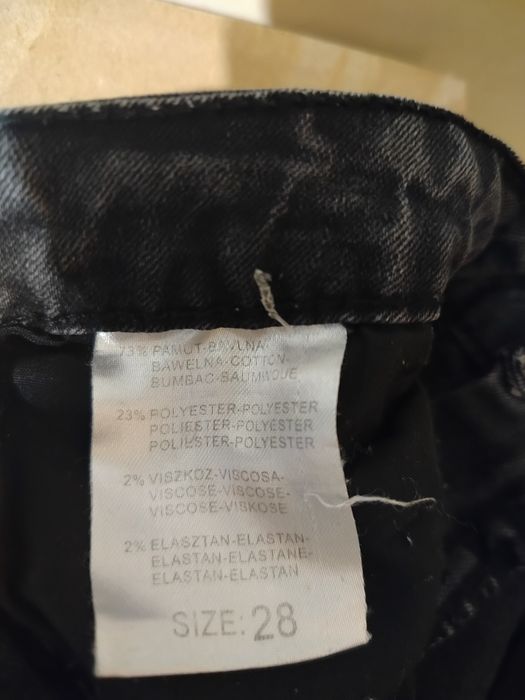 73% PAMUT-BAVLNA-
BAWELNA-COTTON-
BUMBAC-BAUMWOLLE
23% POLYESTER-POLYESTER
POLIESTER-POLYESTER
POLIESTER-POLYESTER
2% VISZKOZ-VISCOSA-
VISCOSE-VISCOSE-
VISCOSE-VISKOSE
2% ELASZTAN-ELASTAN-
ELASTAN-ELASTANE-
ELASTAN-ELASTAN
SIZE: 28